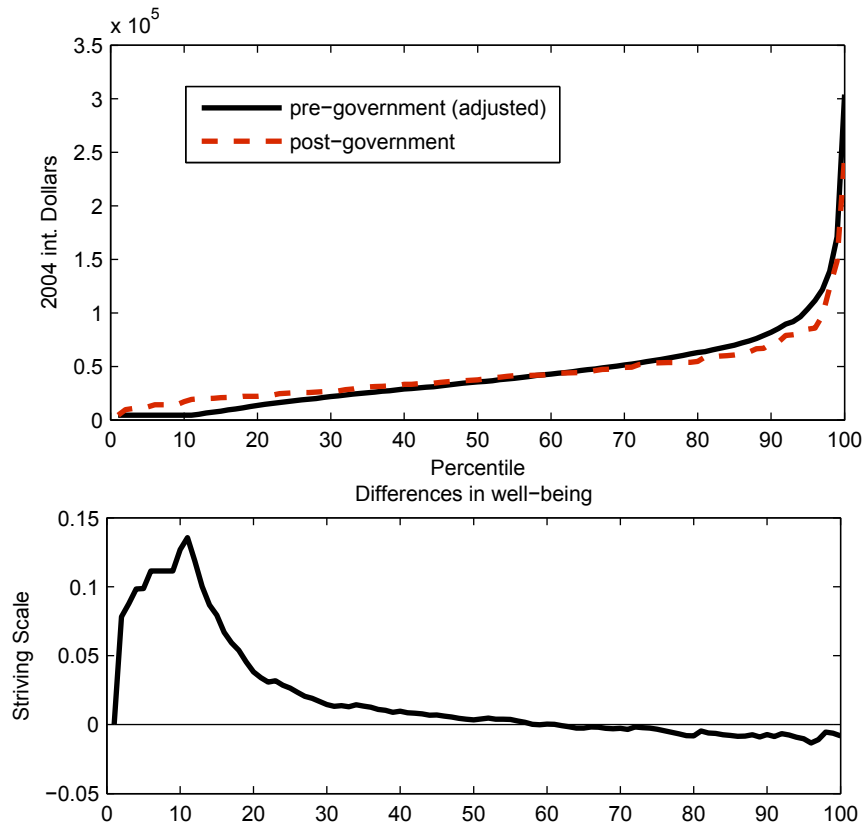 x 10^5
3.5
3
2.5
2
1.5
1
0.5
0
2004 int. Dollars
pre−government (adjusted)
post−government
0 10 20 30 40 50 60 70 80 90 100
Percentile
Differences in well−being
0.15
0.1
0.05
0
−0.05
Striving Scale
0 10 20 30 40 50 60 70 80 90 100